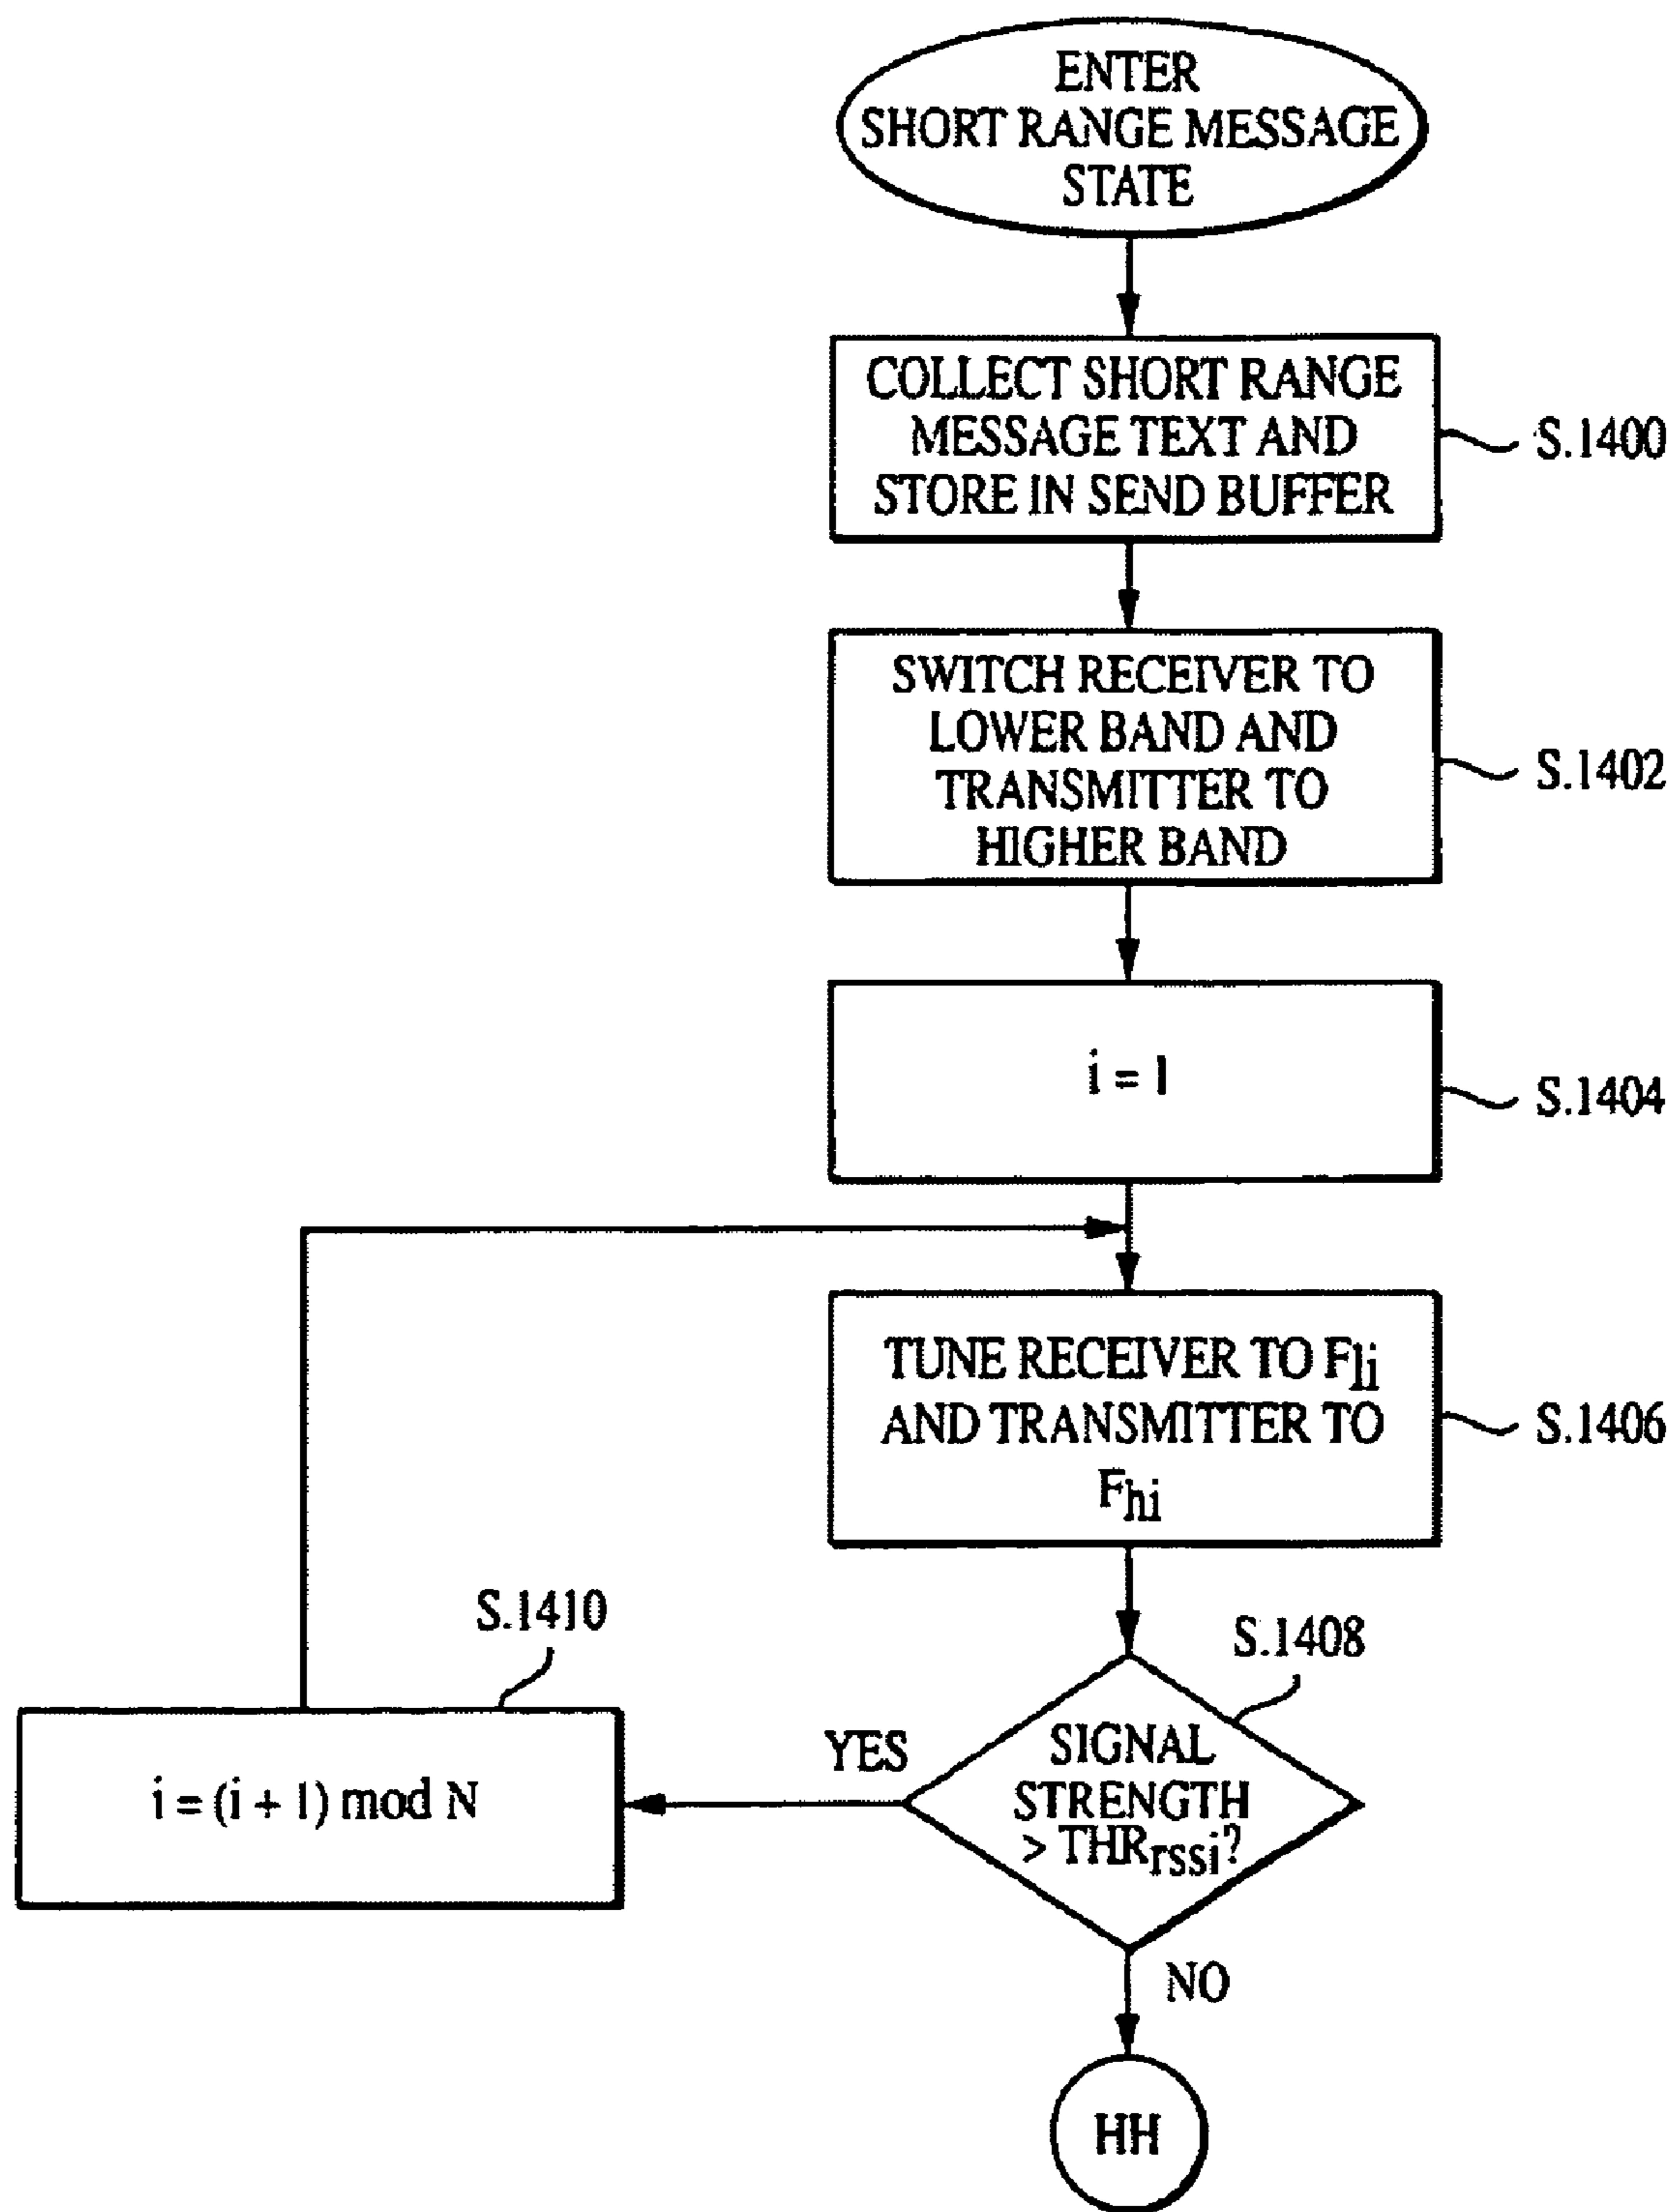 ENTER
SHORT RANGE MESSAGE
STATE
COLLECT SHORT RANGE
MESSAGE TEXT AND
STORE IN SEND BUFFER
S.1400
SWITCH RECEIVER TO
LOWER BAND AND
TRANSMITTER TO
HIGHER BAND
S.1402
i = 1
S.1404
TUNE RECEIVER TO Fli
AND TRANSMITTER TO
Fhi
S.1406
S.1410
S.1408
i = (i + 1) mod N
YES
SIGNAL
STRENGTH
> THRrssi?
NO
HH